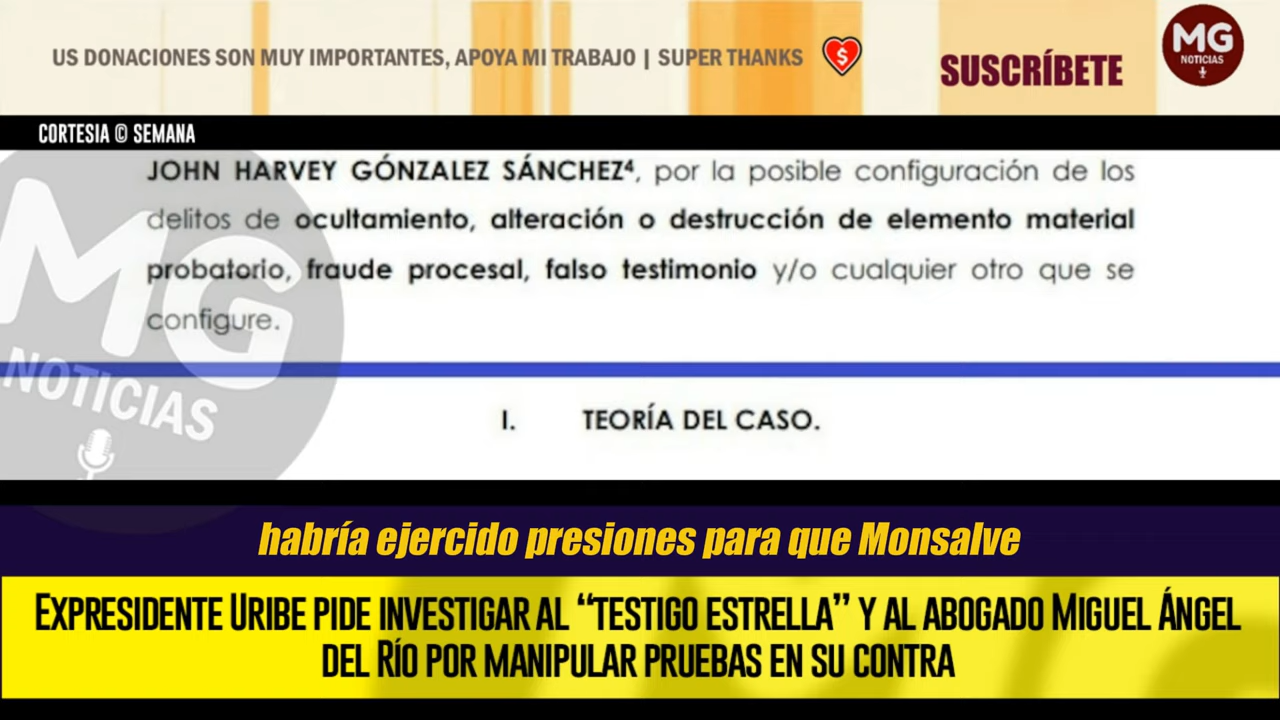 US DONACIONES SON MUY IMPORTANTES, APOYA MI TRABAJO | SUPER THANKS
SUSCRÍBETE
MG
NOTICIAS
CORTESIA © SEMANA
JOHN HARVEY GÓNZALEZ SÁNCHEZ⁴, por la posible configuración de los
delitos de ocultamiento, alteración o destrucción de elemento material
probatorio, fraude procesal, falso testimonio y/o cualquier otro que se
configure.
MG
NOTICIAS
I. TEORÍA DEL CASO.
habría ejercido presiones para que Monsalve
EXPRESIDENTE URIBE PIDE INVESTIGAR AL “TESTIGO ESTRELLA” Y AL ABOGADO MIGUEL ÁNGEL
DEL RÍO POR MANIPULAR PRUEBAS EN SU CONTRA